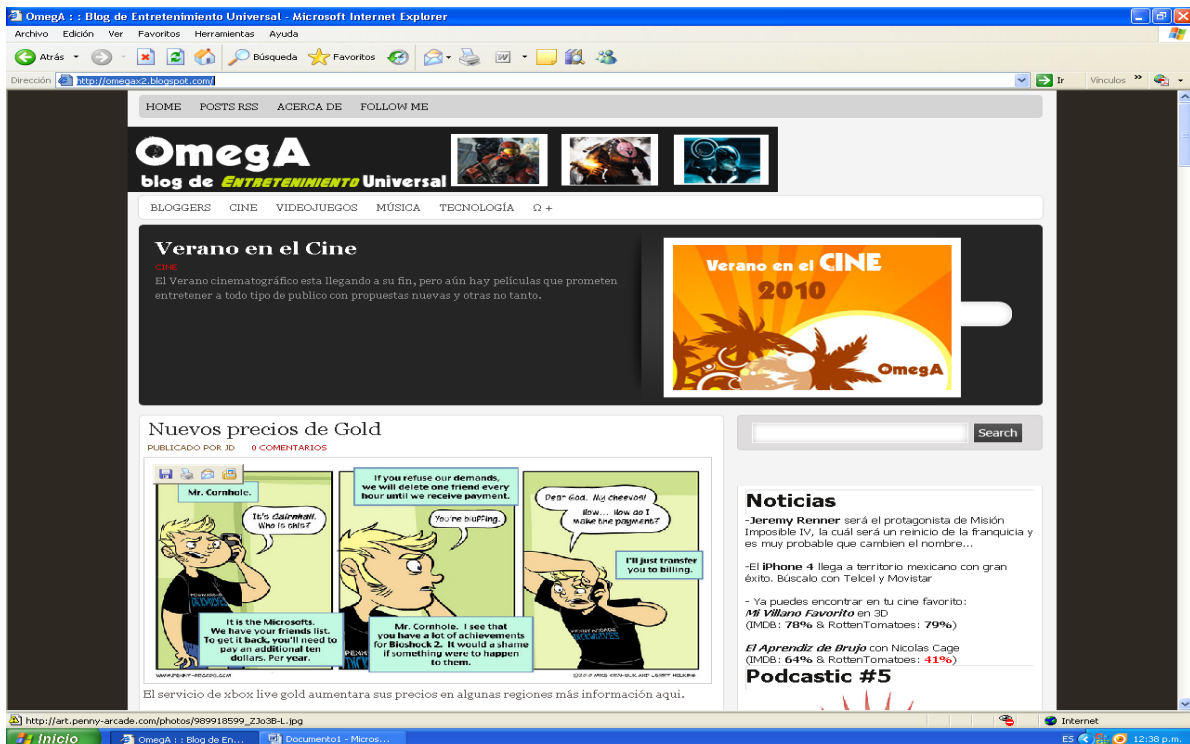 OmegA : : Blog de Entretenimiento Universal - Microsoft Internet Explorer
Archivo Edición Ver Favoritos Herramientas Ayuda
Atrás Búsqueda Favoritos
Dirección http://omegax2.blogspot.com/ Ir Vínculos »
HOME POSTS RSS ACERCA DE FOLLOW ME
OmegA
blog de Entretenimiento Universal
BLOGGERS CINE VIDEOJUEGOS MÚSICA TECNOLOGÍA Ω +
Verano en el Cine
CINE
El Verano cinematográfico esta llegando a su fin, pero aún hay películas que prometen
entretener a todo tipo de publico con propuestas nuevas y otras no tanto.
Verano en el CINE
2010
OmegA
Nuevos precios de Gold
PUBLICADO POR JD 0 COMENTARIOS
Mr. Cornhole.
It's Cairnhall.
Who is this?
It is the Microsofts.
We have your friends list.
To get it back, you'll need to
pay an additional ten
dollars. Per year.
If you refuse our demands,
we will delete one friend every
hour until we receive payment.
You're bluffing.
Mr. Cornhole. I see that
you have a lot of achievements
for Bioshock 2. It would a shame
if something were to happen
to them.
Dear God. My cheevos!
How... How do I
make the payment?
I'll just transfer
you to billing.
WWW.PENNY-ARCADE.COM
El servicio de xbox live gold aumentara sus precios en algunas regiones más información aqui.
Search
Noticias
-Jeremy Renner será el protagonista de Misión
Imposible IV, la cuál será un reinicio de la franquicia y
es muy probable que cambien el nombre...
-El iPhone 4 llega a territorio mexicano con gran
éxito. Búscalo con Telcel y Movistar
- Ya puedes encontrar en tu cine favorito:
Mi Villano Favorito en 3D
(IMDB: 78% & RottenTomatoes: 79%)
El Aprendiz de Brujo con Nicolas Cage
(IMDB: 64% & RottenTomatoes: 41%)
Podcastic #5
http://art.penny-arcade.com/photos/989918599_ZJo3B-L.jpg Internet
Inicio OmegA : : Blog de En... Documento1 - Micros... ES 12:38 p.m.